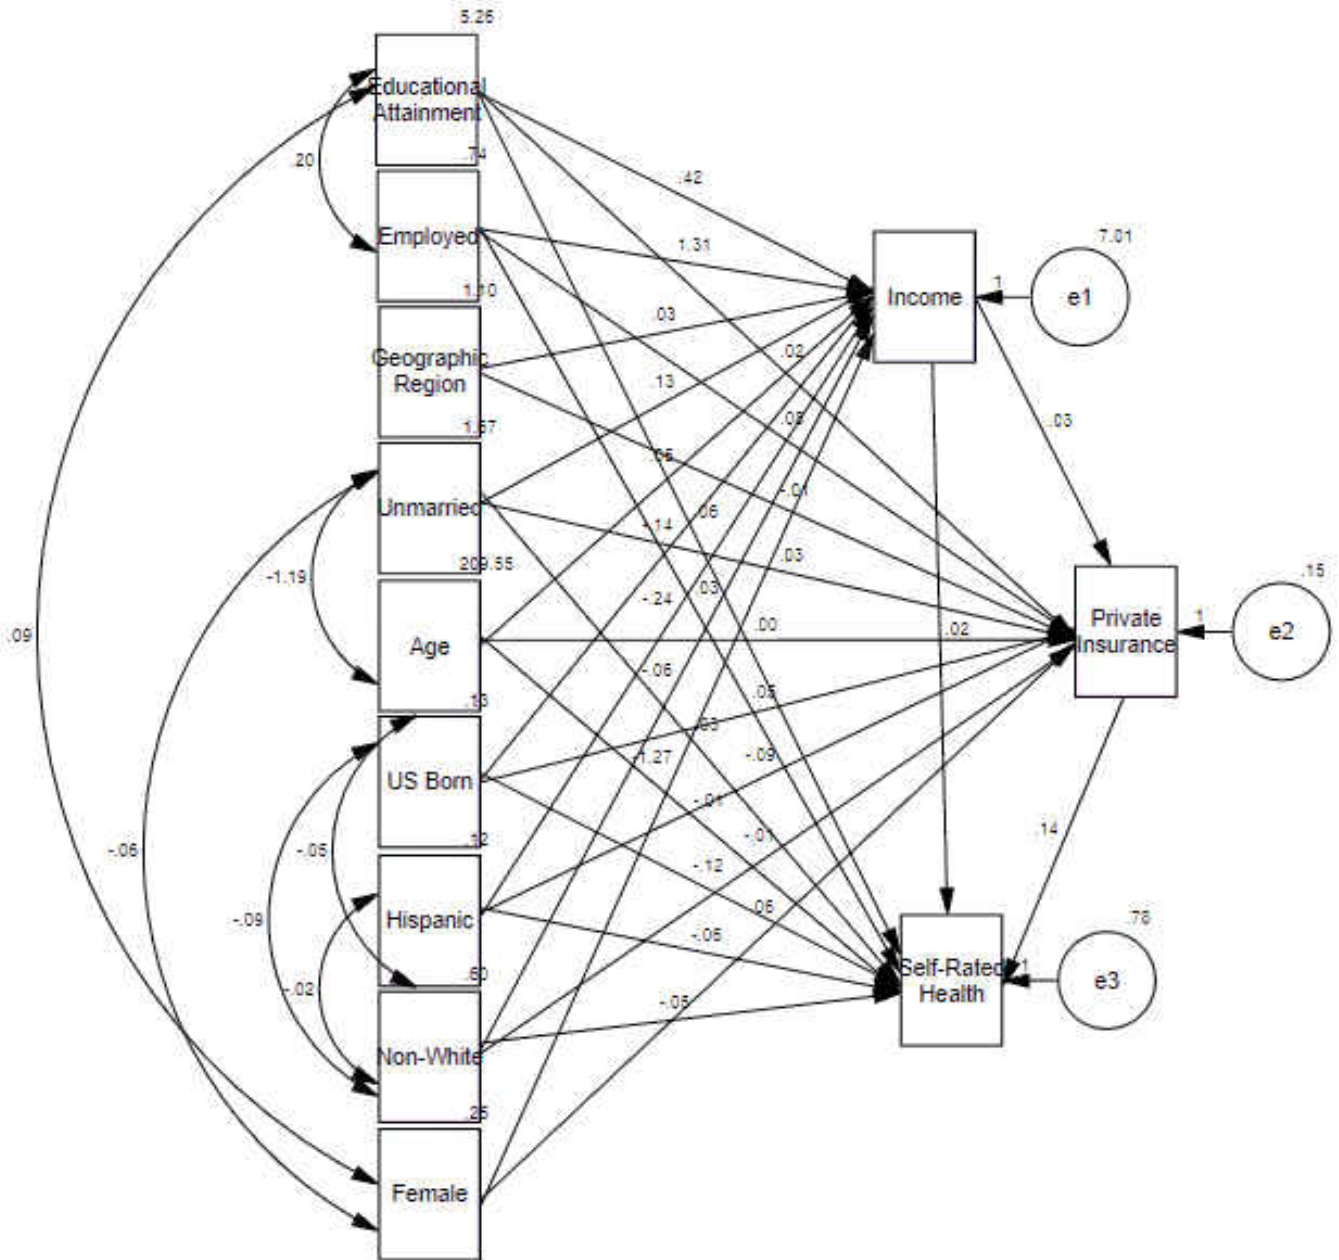 5.26
Educational
Attainment
.20
.74
.42
Employed
1.31
7.01
1.10
Income
1
e1
.03
Geographic
Region
.02
.13
.03
1.67
.05
.05
-.01
Unmarried
-.14
.06
.03
209.55
-1.19
.15
-.24
.03
Private
Insurance
1
e2
.09
.00
.02
Age
-.06
.05
.13
.03
-1.27
-.09
US Born
-.01
-.01
.14
.12
-.06
-.05
-.12
-.09
Hispanic
.06
-.05
.78
.60
-.02
Self-Rated
Health
1
e3
-.05
Non-White
.25
Female